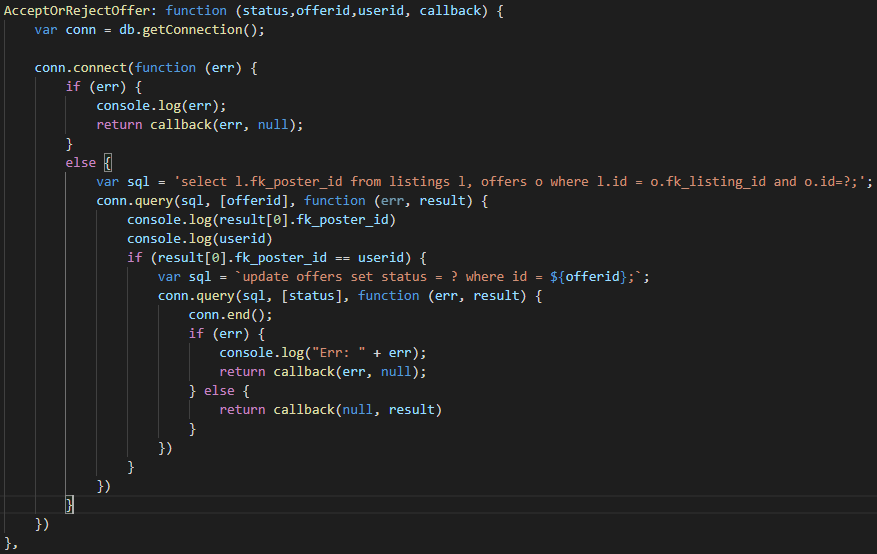 AcceptOrRejectOffer: function (status,offerid,userid, callback) {
    var conn = db.getConnection();

    conn.connect(function (err) {
        if (err) {
            console.log(err);
            return callback(err, null);
        }
        else {
            var sql = 'select l.fk_poster_id from listings l, offers o where l.id = o.fk_listing_id and o.id=?;';
            conn.query(sql, [offerid], function (err, result) {
                console.log(result[0].fk_poster_id)
                console.log(userid)
                if (result[0].fk_poster_id == userid) {
                    var sql = `update offers set status = ? where id = ${offerid};`;
                    conn.query(sql, [status], function (err, result) {
                        conn.end();
                        if (err) {
                            console.log("Err: " + err);
                            return callback(err, null);
                        } else {
                            return callback(null, result)
                        }
                    })
                }
            })
        }
    })
},